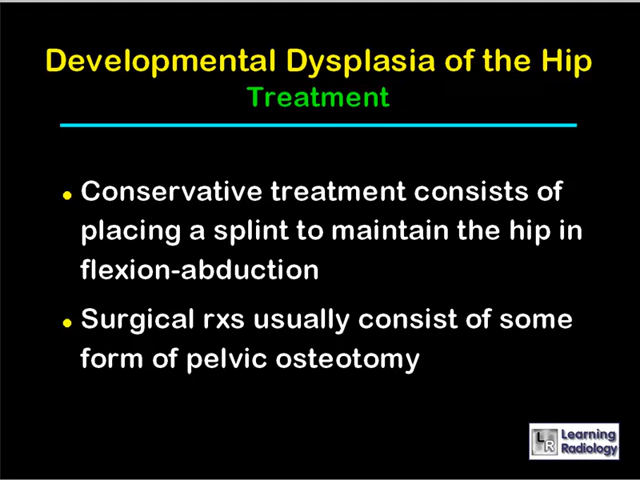 Developmental Dysplasia of the Hip
Treatment
Conservative treatment consists of
placing a splint to maintain the hip in
flexion-abduction
Surgical rxs usually consist of some
form of pelvic osteotomy
LR Learning
Radiology